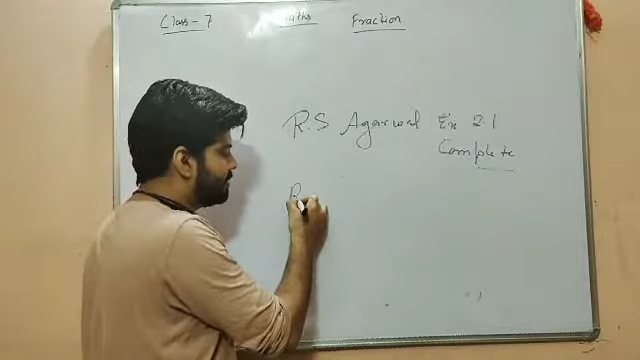 Class - 7 Maths Fraction
R.S Agarwal Ex 2.1
Complete